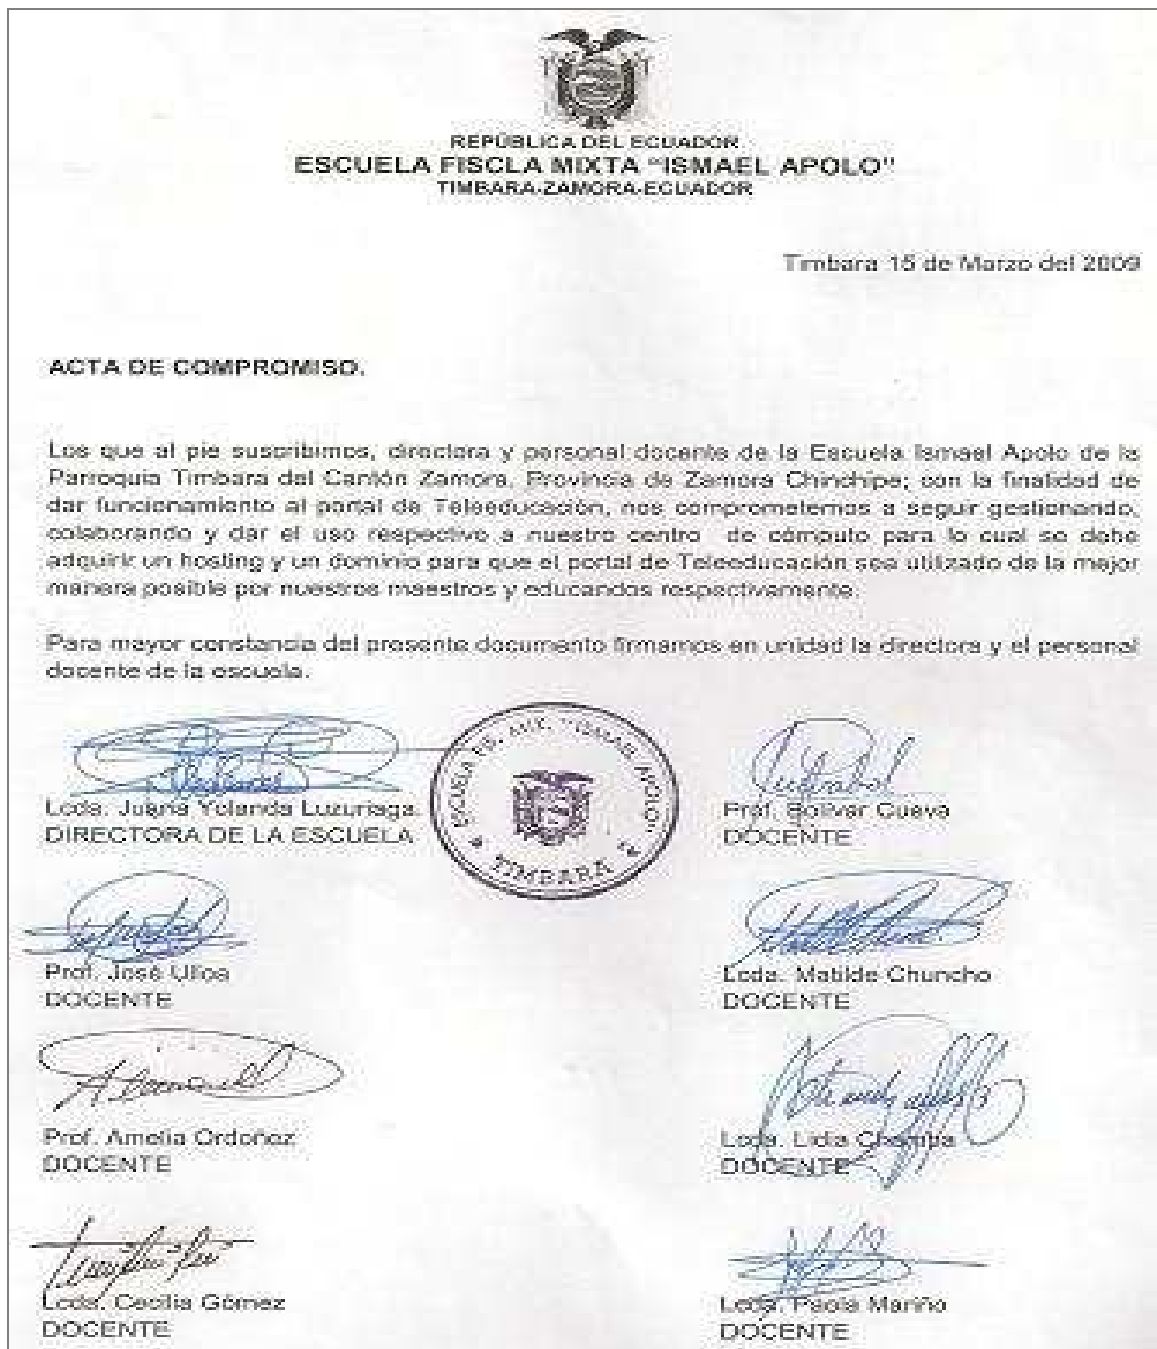 REPÚBLICA DEL ECUADOR
ESCUELA FISCLA MIXTA "ISMAEL APOLO"
TIMBARA-ZAMORA-ECUADOR
Timbara 15 de Marzo del 2009
ACTA DE COMPROMISO.
Los que al pie suscribimos, directora y personal docente de la Escuela Ismael Apolo de la
Parroquia Timbara del Cantón Zamora, Provincia de Zamora Chinchipe; con la finalidad de
dar funcionamiento al portal de Teleeducación, nos comprometemos a seguir gestionando,
colaborando y dar el uso respectivo a nuestro centro de cómputo para lo cual se debe
adquirir un hosting y un dominio para que el portal de Teleeducación sea utilizado de la mejor
manera posible por nuestros maestros y educandos respectivamente.
Para mayor constancia del presente documento firmamos en unidad la directora y el personal
docente de la escuela.
Lcda. Juana Yolanda Luzuriaga
DIRECTORA DE LA ESCUELA
ESCUELA FIS. MIX. "ISMAEL APOLO"
TIMBARA
Prof. Bolívar Cueva
DOCENTE
Prof. José Ulloa
DOCENTE
Lcda. Matilde Chuncho
DOCENTE
Prof. Amelia Ordoñez
DOCENTE
Lcda. Lidia
DOCENTE
Lcda. Cecilia Gómez
DOCENTE
Lcda. Paola Mariño
DOCENTE